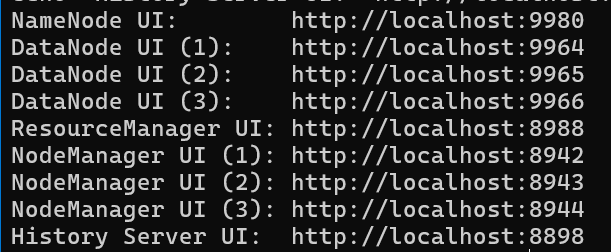 NameNode UI:        http://localhost:9980
DataNode UI (1):    http://localhost:9964
DataNode UI (2):    http://localhost:9965
DataNode UI (3):    http://localhost:9966
ResourceManager UI: http://localhost:8988
NodeManager UI (1): http://localhost:8942
NodeManager UI (2): http://localhost:8943
NodeManager UI (3): http://localhost:8944
History Server UI:  http://localhost:8898